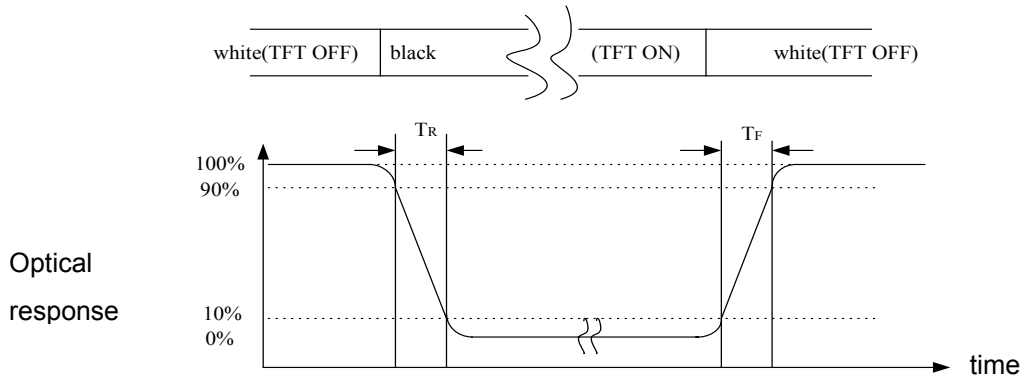 white(TFT OFF) black (TFT ON) white(TFT OFF)
TR TF
100%
90%
Optical
response
10%
0%
time